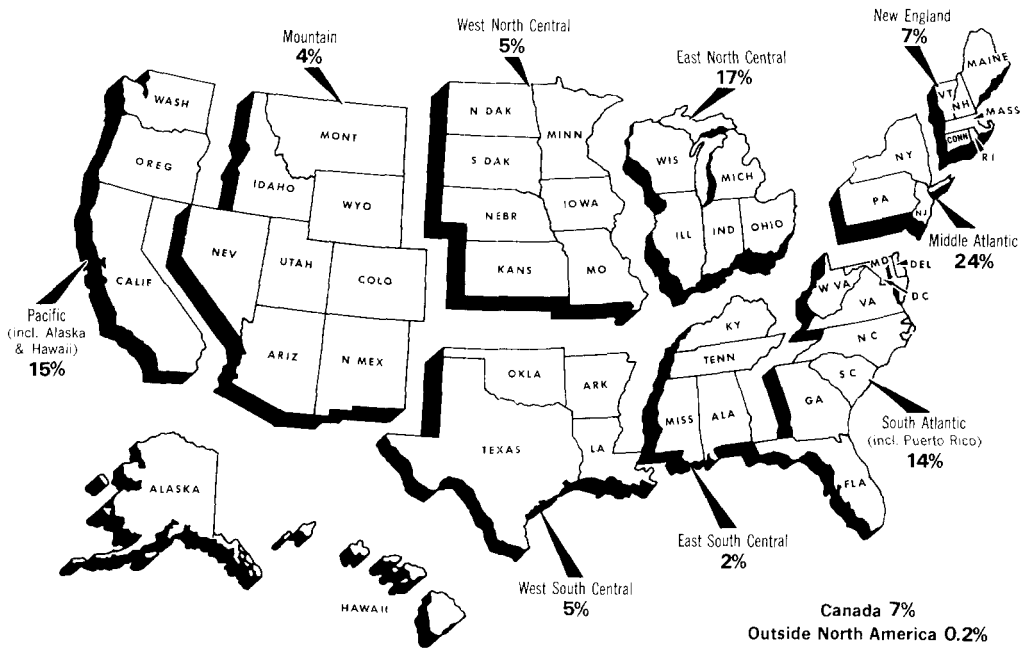 West North Central
5%
New England
7%
Mountain
4%
East North Central
17%
MAINE
WASH
N DAK
VT
NH
MASS
MONT
MINN
CONN
RI
OREG
S DAK
WIS
NY
IDAHO
MICH
WYO
NEBR
IOWA
PA
NJ
NEV
ILL
IND
OHIO
Middle Atlantic
24%
UTAH
COLO
KANS
MO
MD
DEL
CALIF
W VA
VA
DC
Pacific
(incl. Alaska
& Hawaii)
15%
KY
NC
TENN
ARIZ
N MEX
OKLA
ARK
SC
GA
MISS
ALA
South Atlantic
(incl. Puerto Rico)
14%
TEXAS
LA
ALASKA
FLA
East South Central
2%
West South Central
5%
HAWAII
Canada 7%
Outside North America 0.2%